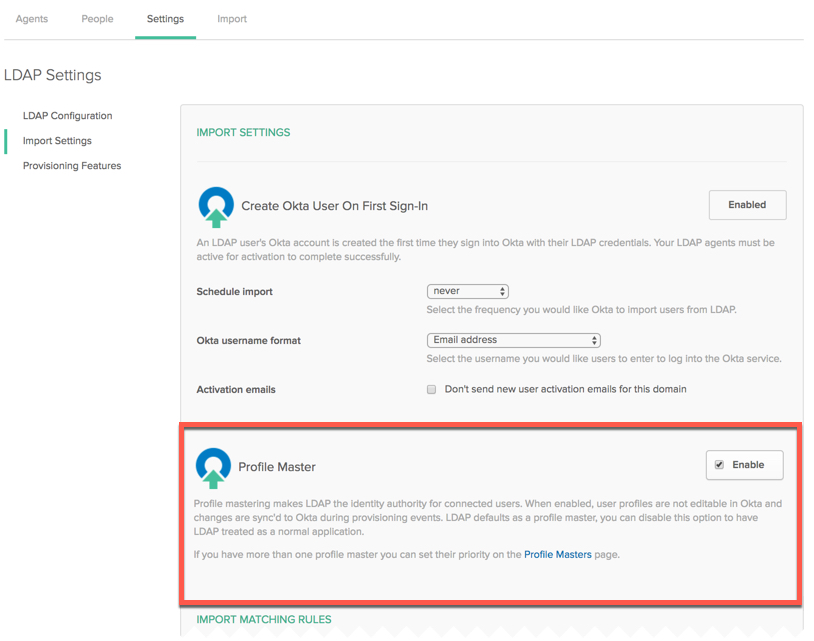 Agents People Settings Import
LDAP Settings
LDAP Configuration
Import Settings
Provisioning Features
IMPORT SETTINGS
Create Okta User On First Sign-In
Enabled
An LDAP user's Okta account is created the first time they sign into Okta with their LDAP credentials. Your LDAP agents must be
active for activation to complete successfully.
Schedule import
never
Select the frequency you would like Okta to import users from LDAP.
Okta username format
Email address
Select the username you would like users to enter to log into the Okta service.
Activation emails
Don't send new user activation emails for this domain
Profile Master
Enable
Profile mastering makes LDAP the identity authority for connected users. When enabled, user profiles are not editable in Okta and
changes are sync'd to Okta during provisioning events. LDAP defaults as a profile master, you can disable this option to have
LDAP treated as a normal application.
If you have more than one profile master you can set their priority on the Profile Masters page.
IMPORT MATCHING RULES